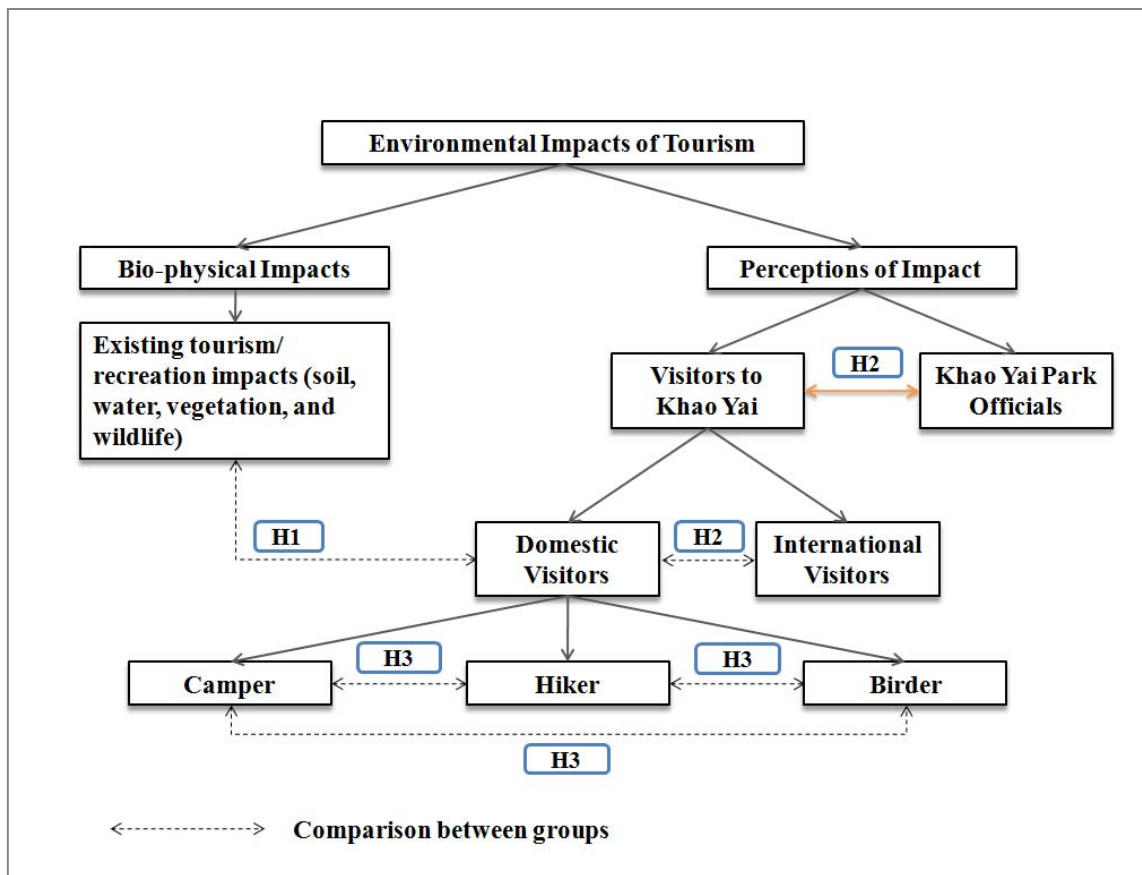 Environmental Impacts of Tourism
Bio-physical Impacts
Perceptions of Impact
Existing tourism/
recreation impacts (soil,
water, vegetation, and
wildlife)
Visitors to
Khao Yai
H2
Khao Yai Park
Officials
H1
Domestic
Visitors
H2
International
Visitors
Camper
H3
Hiker
H3
Birder
H3
Comparison between groups